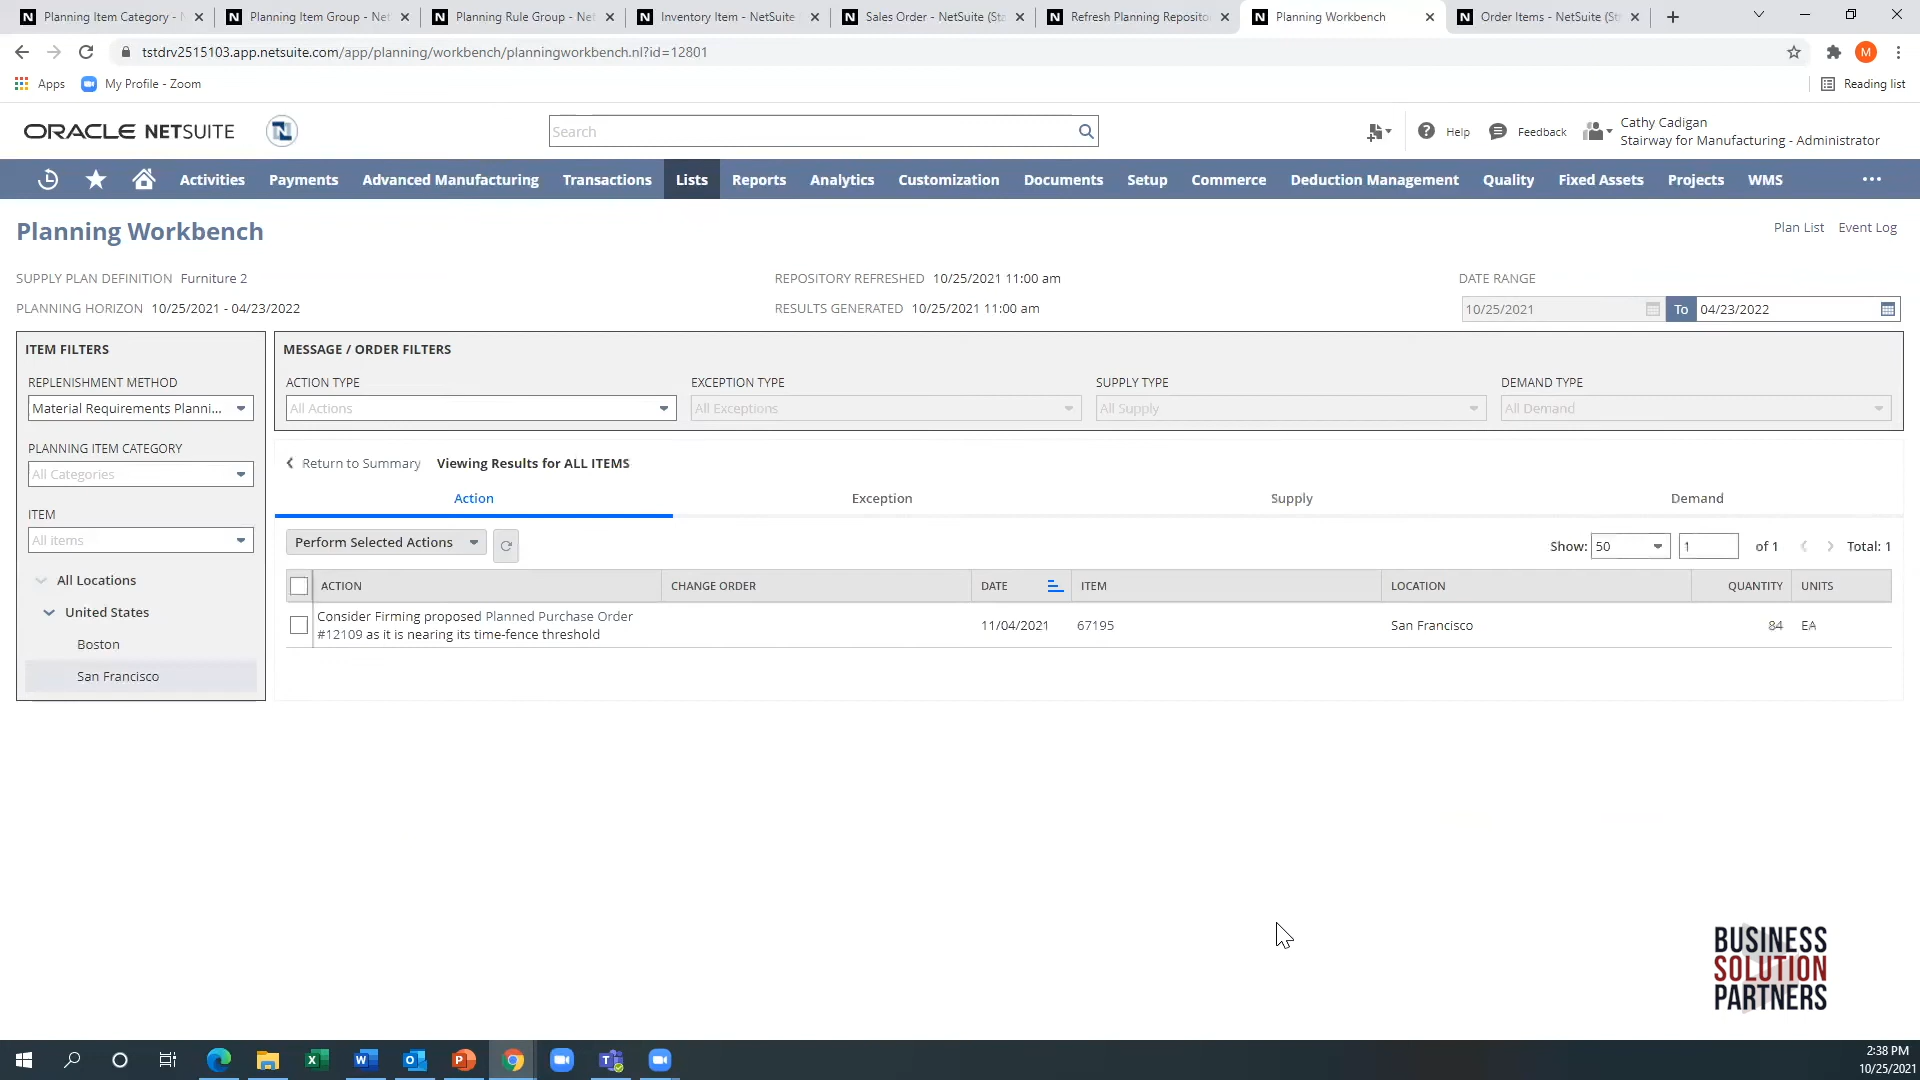 Planning Item Category - N
Planning Item Group - Net
Planning Rule Group - Net
Inventory Item - NetSuite
Sales Order - NetSuite (Sta
Refresh Planning Reposito
Planning Workbench
Order Items - NetSuite (St
tstdrv2515103.app.netsuite.com/app/planning/workbench/planningworkbench.nl?id=12801
M
Apps
My Profile - Zoom
Reading list
ORACLE NETSUITE
Search
Help
Feedback
Cathy Cadigan
Stairway for Manufacturing - Administrator
Activities Payments Advanced Manufacturing Transactions Lists Reports Analytics Customization Documents Setup Commerce Deduction Management Quality Fixed Assets Projects WMS
Planning Workbench
Plan List Event Log
SUPPLY PLAN DEFINITION Furniture 2
REPOSITORY REFRESHED 10/25/2021 11:00 am
DATE RANGE
PLANNING HORIZON 10/25/2021 - 04/23/2022
RESULTS GENERATED 10/25/2021 11:00 am
10/25/2021 To 04/23/2022
ITEM FILTERS
REPLENISHMENT METHOD
Material Requirements Planni...
PLANNING ITEM CATEGORY
All Categories
ITEM
All items
All Locations
United States
Boston
San Francisco
MESSAGE / ORDER FILTERS
ACTION TYPE EXCEPTION TYPE SUPPLY TYPE DEMAND TYPE
All Actions All Exceptions All Supply All Demand
Return to Summary Viewing Results for ALL ITEMS
Action Exception Supply Demand
Perform Selected Actions
Show: 50 1 of 1 Total: 1
ACTION CHANGE ORDER DATE ITEM LOCATION QUANTITY UNITS
Consider Firming proposed Planned Purchase Order
#12109 as it is nearing its time-fence threshold
11/04/2021 67195 San Francisco 84 EA
BUSINESS
SOLUTION
PARTNERS
2:38 PM
10/25/2021